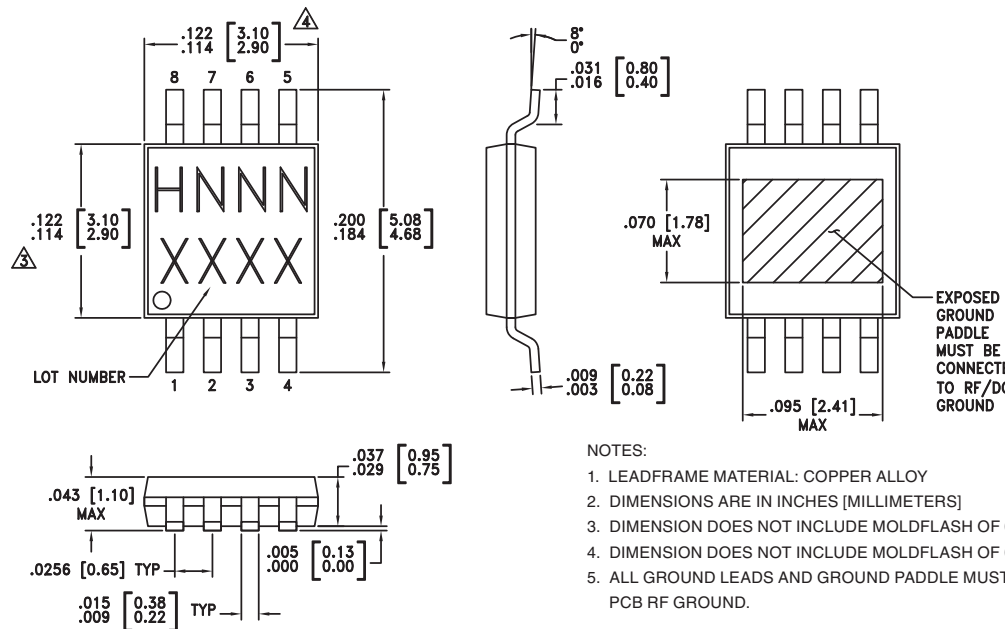 .122 [3.10]
.114 [2.90]
4
8 7 6 5
HNNN
XXXX
.122 [3.10]
.114 [2.90]
3
.200 [5.08]
.184 [4.68]
LOT NUMBER
1 2 3 4
8°
0°
.031 [0.80]
.016 [0.40]
.009 [0.22]
.003 [0.08]
.070 [1.78]
MAX
.095 [2.41]
MAX
EXPOSED
GROUND
PADDLE
MUST BE
CONNECTE
TO RF/DC
GROUND
.043 [1.10]
MAX
.037 [0.95]
.029 [0.75]
.005 [0.13]
.000 [0.00]
.0256 [0.65] TYP
.015 [0.38]
.009 [0.22]
TYP
NOTES:
1. LEADFRAME MATERIAL: COPPER ALLOY
2. DIMENSIONS ARE IN INCHES [MILLIMETERS]
3. DIMENSION DOES NOT INCLUDE MOLDFLASH OF
4. DIMENSION DOES NOT INCLUDE MOLDFLASH OF
5. ALL GROUND LEADS AND GROUND PADDLE MUST
PCB RF GROUND.